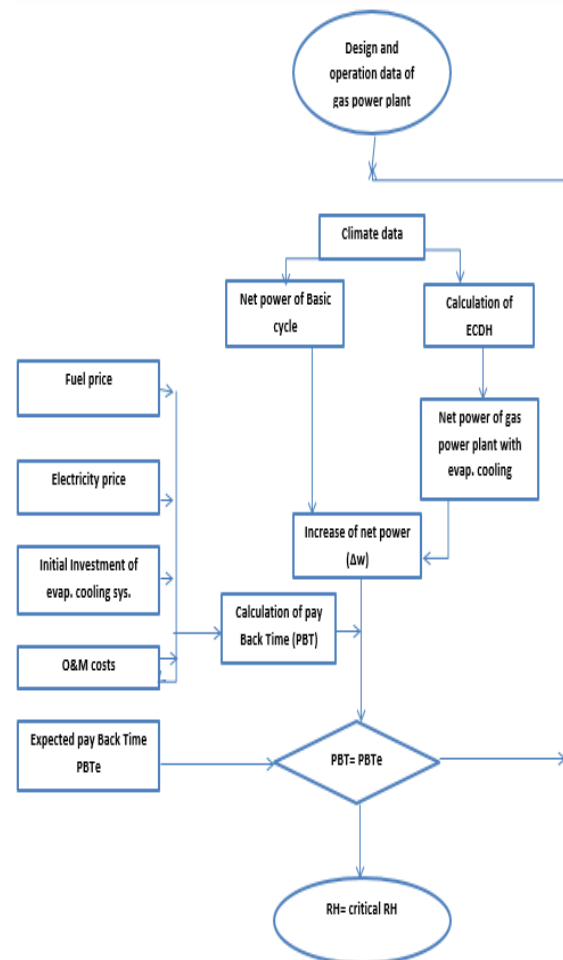 Design and
operation data of
gas power plant
Climate data
Net power of Basic
cycle
Calculation of
ECDH
Fuel price
Net power of gas
power plant with
evap. cooling
Electricity price
Increase of net power
(Δw)
Initial Investment of
evap. cooling sys.
Calculation of pay
Back Time (PBT)
O&M costs
Expected pay Back Time
PBTe
PBT= PBTe
RH= critical RH